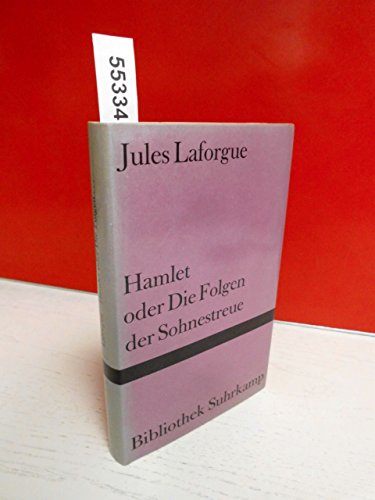 55334
Jules Laforgue
Hamlet
oder Die Folgen
der Sohnestreue
Bibliothek Suhrkamp